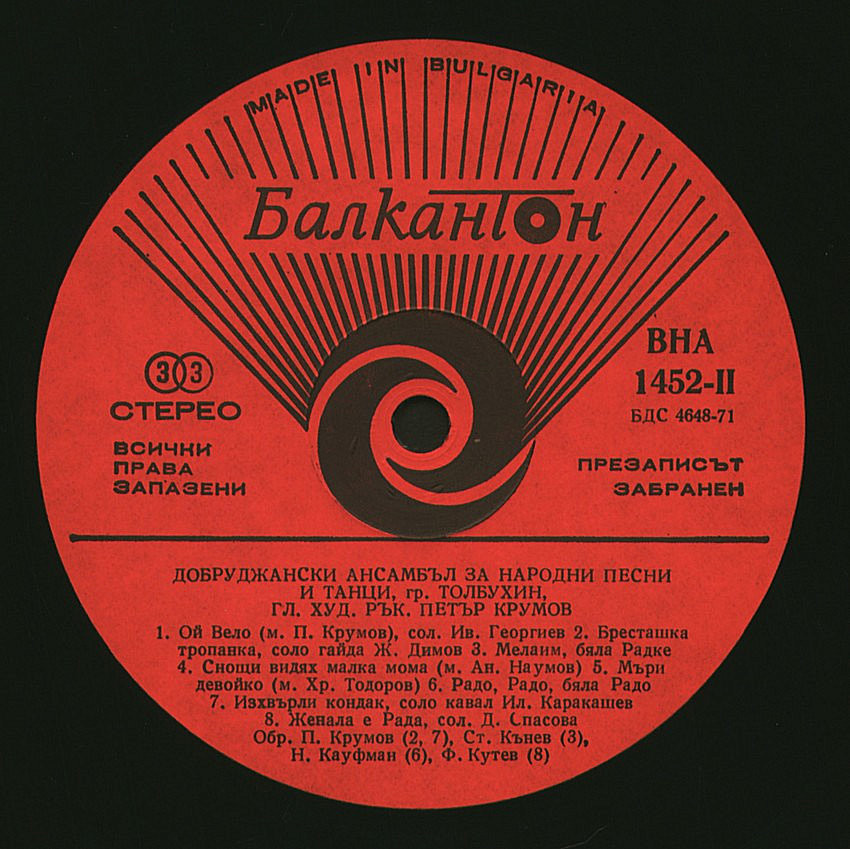 MADE IN BULGARIA
Балкантон
33
СТЕРЕО
ВСИЧКИ
ПРАВА
ЗАПАЗЕНИ
ВНА
1452-II
БДС 4648-71
ПРЕЗАПИСЪТ
ЗАБРАНЕН
ДОБРУДЖАНСКИ АНСАМБЪЛ ЗА НАРОДНИ ПЕСНИ
И ТАНЦИ, гр. ТОЛБУХИН,
ГЛ. ХУД. РЪК. ПЕТЪР КРУМОВ
1. Ой Вело (м. П. Крумов), сол. Ив. Георгиев 2. Бресташка
тропанка, соло гайда Ж. Димов 3. Мелаим, бяла Радке
4. Снощи видях малка мома (м. Ан. Наумов) 5. Мъри
девойко (м. Хр. Тодоров) 6. Радо, Радо, бяла Радо
7. Изхвърли кондак, соло кавал Ил. Каракашев
8. Женала е Рада, сол. Д. Спасова
Обр. П. Крумов (2, 7), Ст. Кънев (3),
Н. Кауфман (6), Ф. Кутев (8)